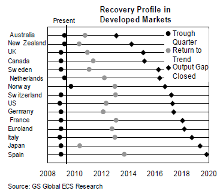 Recovery Profile in
Developed Markets
Present
Trough
Quarter
Return to
Trend
Output Gap
Closed
Australia
New Zealand
UK
Canada
Sweden
Netherlands
Norway
Switzerland
US
Germany
France
Euroland
Italy
Japan
Spain
2008 2010 2012 2014 2016 2018 2020
Source: GS Global ECS Research